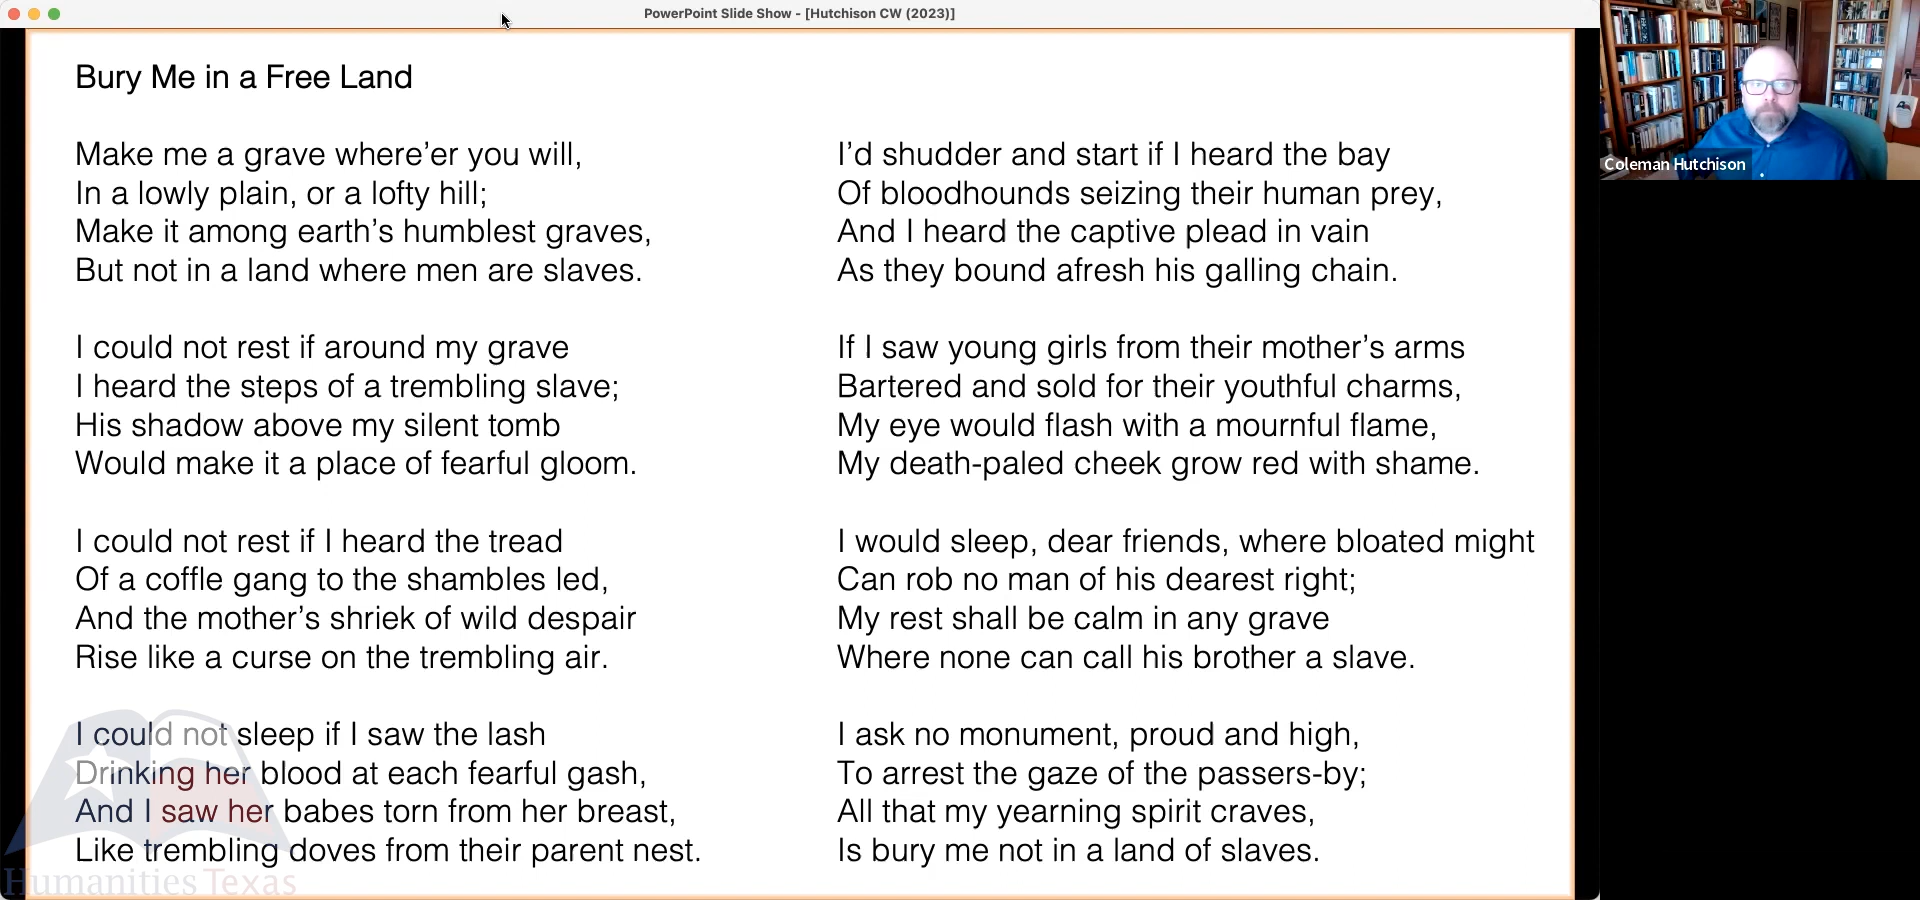 PowerPoint Slide Show - [Hutchison CW (2023)]
Bury Me in a Free Land
Make me a grave where’er you will,
In a lowly plain, or a lofty hill;
Make it among earth’s humblest graves,
But not in a land where men are slaves.
I could not rest if around my grave
I heard the steps of a trembling slave;
His shadow above my silent tomb
Would make it a place of fearful gloom.
I could not rest if I heard the tread
Of a coffle gang to the shambles led,
And the mother’s shriek of wild despair
Rise like a curse on the trembling air.
I could not sleep if I saw the lash
Drinking her blood at each fearful gash,
And I saw her babes torn from her breast,
Like trembling doves from their parent nest.
I’d shudder and start if I heard the bay
Of bloodhounds seizing their human prey,
And I heard the captive plead in vain
As they bound afresh his galling chain.
If I saw young girls from their mother’s arms
Bartered and sold for their youthful charms,
My eye would flash with a mournful flame,
My death-paled cheek grow red with shame.
I would sleep, dear friends, where bloated might
Can rob no man of his dearest right;
My rest shall be calm in any grave
Where none can call his brother a slave.
I ask no monument, proud and high,
To arrest the gaze of the passers-by;
All that my yearning spirit craves,
Is bury me not in a land of slaves.
Humanities Texas
Coleman Hutchison